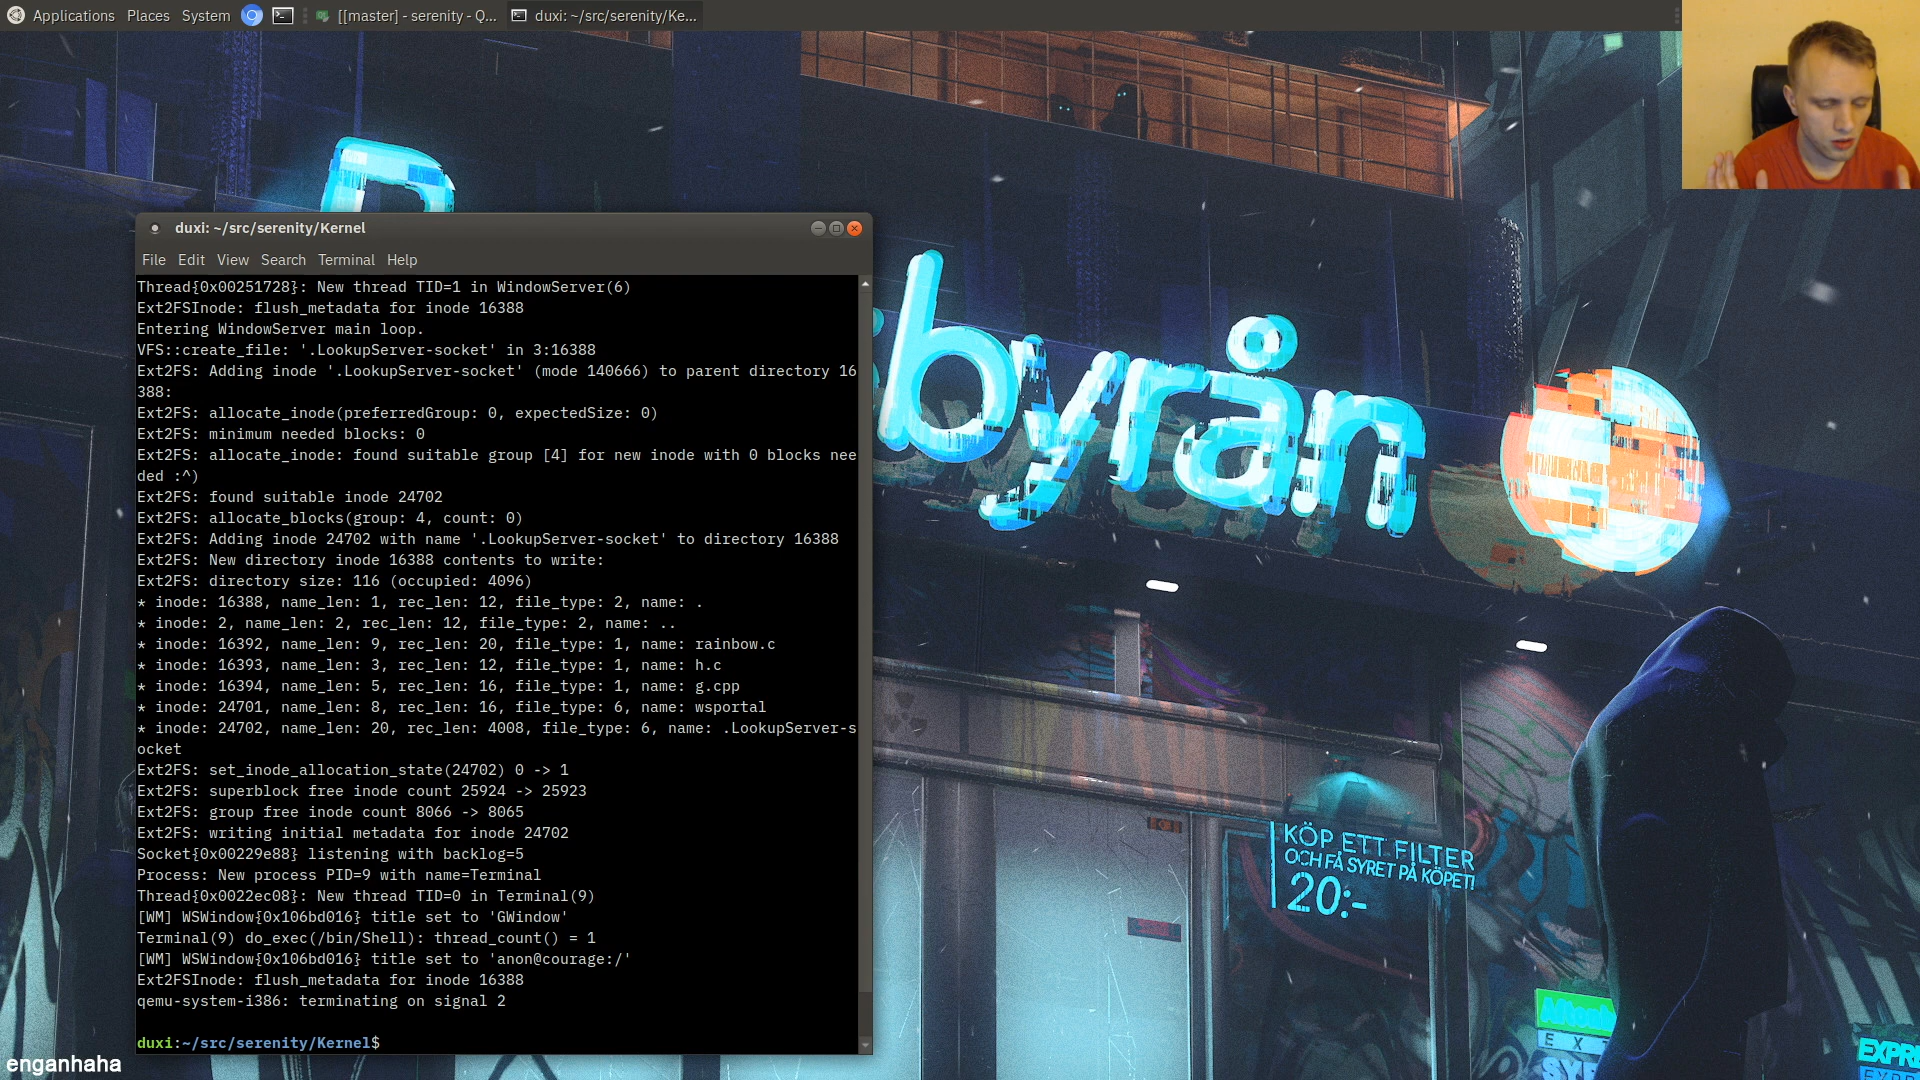 Applications Places System [[master] - serenity - Q... duxi: ~/src/serenity/Ke...
duxi: ~/src/serenity/Kernel
File Edit View Search Terminal Help
Thread{0x00251728}: New thread TID=1 in WindowServer(6)
Ext2FSInode: flush_metadata for inode 16388
Entering WindowServer main loop.
VFS::create_file: '.LookupServer-socket' in 3:16388
Ext2FS: Adding inode '.LookupServer-socket' (mode 140666) to parent directory 16
388:
Ext2FS: allocate_inode(preferredGroup: 0, expectedSize: 0)
Ext2FS: minimum needed blocks: 0
Ext2FS: allocate_inode: found suitable group [4] for new inode with 0 blocks nee
ded :^)
Ext2FS: found suitable inode 24702
Ext2FS: allocate_blocks(group: 4, count: 0)
Ext2FS: Adding inode 24702 with name '.LookupServer-socket' to directory 16388
Ext2FS: New directory inode 16388 contents to write:
Ext2FS: directory size: 116 (occupied: 4096)
* inode: 16388, name_len: 1, rec_len: 12, file_type: 2, name: .
* inode: 2, name_len: 2, rec_len: 12, file_type: 2, name: ..
* inode: 16392, name_len: 9, rec_len: 20, file_type: 1, name: rainbow.c
* inode: 16393, name_len: 3, rec_len: 12, file_type: 1, name: h.c
* inode: 16394, name_len: 5, rec_len: 16, file_type: 1, name: g.cpp
* inode: 24701, name_len: 8, rec_len: 16, file_type: 6, name: wsportal
* inode: 24702, name_len: 20, rec_len: 4008, file_type: 6, name: .LookupServer-s
ocket
Ext2FS: set_inode_allocation_state(24702) 0 -> 1
Ext2FS: superblock free inode count 25924 -> 25923
Ext2FS: group free inode count 8066 -> 8065
Ext2FS: writing initial metadata for inode 24702
Socket{0x00229e88} listening with backlog=5
Process: New process PID=9 with name=Terminal
Thread{0x0022ec08}: New thread TID=0 in Terminal(9)
[WM] WSWindow{0x106bd016} title set to 'GWindow'
Terminal(9) do_exec(/bin/Shell): thread_count() = 1
[WM] WSWindow{0x106bd016} title set to 'anon@courage:/'
Ext2FSInode: flush_metadata for inode 16388
qemu-system-i386: terminating on signal 2
duxi:~/src/serenity/Kernel$
byrån
KÖP ETT FILTER
OCH FÅ SYRET PÅ KÖPET!
20:-
enganhaha